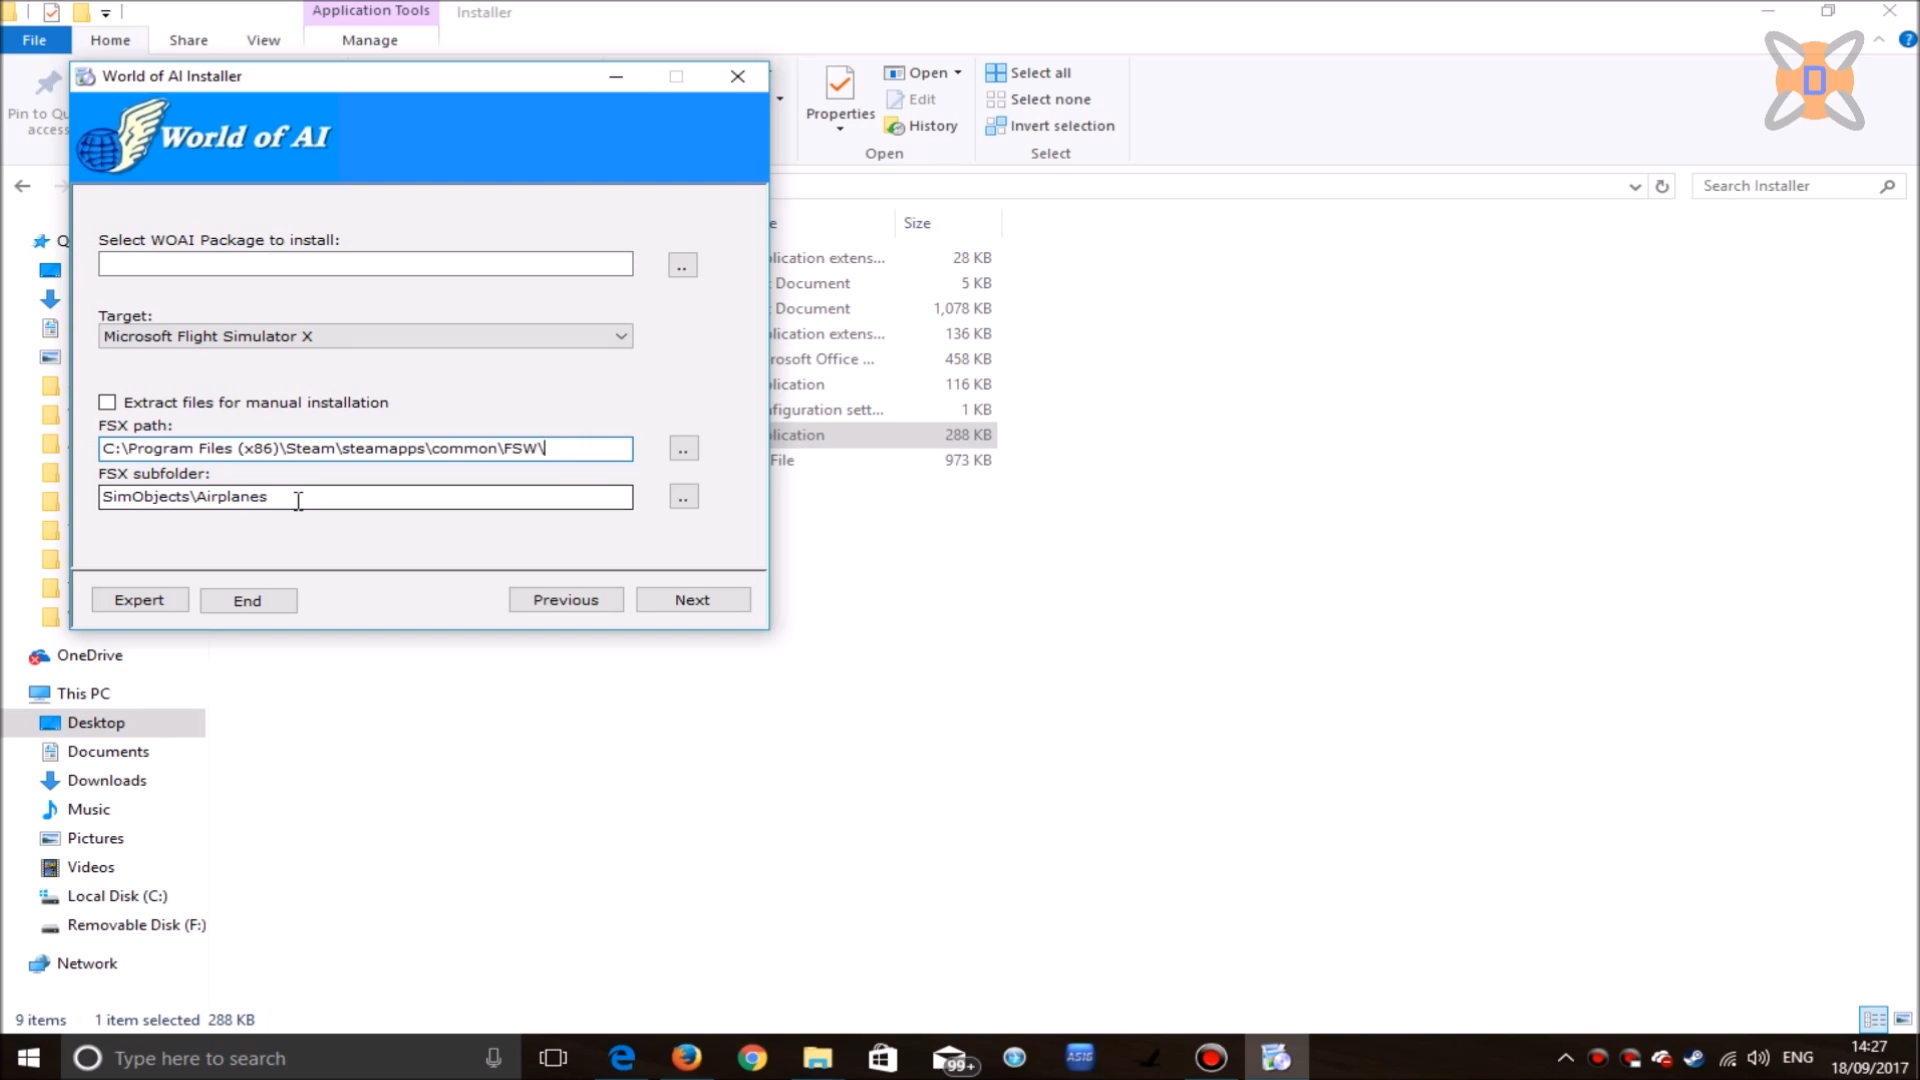 Application Tools
Installer
File
Home
Share
View
Manage
Pin to Qu
access
World of AI Installer
World of AI
Properties
Open
Edit
History
Open
Select all
Select none
Invert selection
Select
D
Search Installer
Select WOAI Package to install:
..
Target:
Microsoft Flight Simulator X
Extract files for manual installation
FSX path:
C:\Program Files (x86)\Steam\steamapps\common\FSW\
..
FSX subfolder:
SimObjects\Airplanes
..
Expert
End
Previous
Next
Q
e
Size
lication extens...
28 KB
Document
5 KB
Document
1,078 KB
lication extens...
136 KB
rosoft Office ...
458 KB
lication
116 KB
figuration sett...
1 KB
lication
288 KB
File
973 KB
OneDrive
This PC
Desktop
Documents
Downloads
Music
Pictures
Videos
Local Disk (C:)
Removable Disk (F:)
Network
9 items
1 item selected 288 KB
Type here to search
99+
ASIG
ENG
14:27
18/09/2017